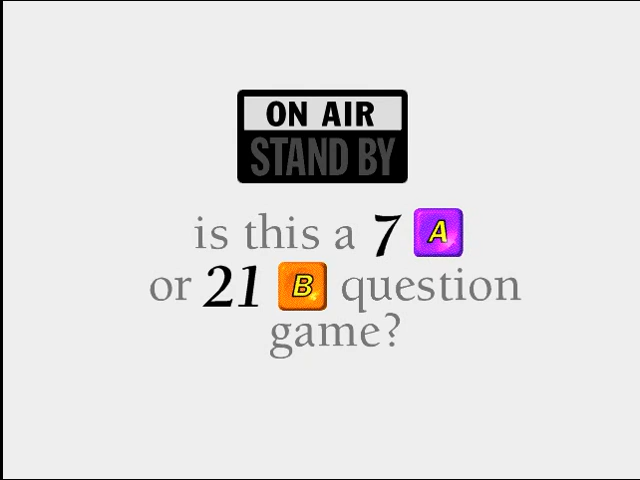 ON AIR
STAND BY
is this a 7 A
or 21 B question
game?